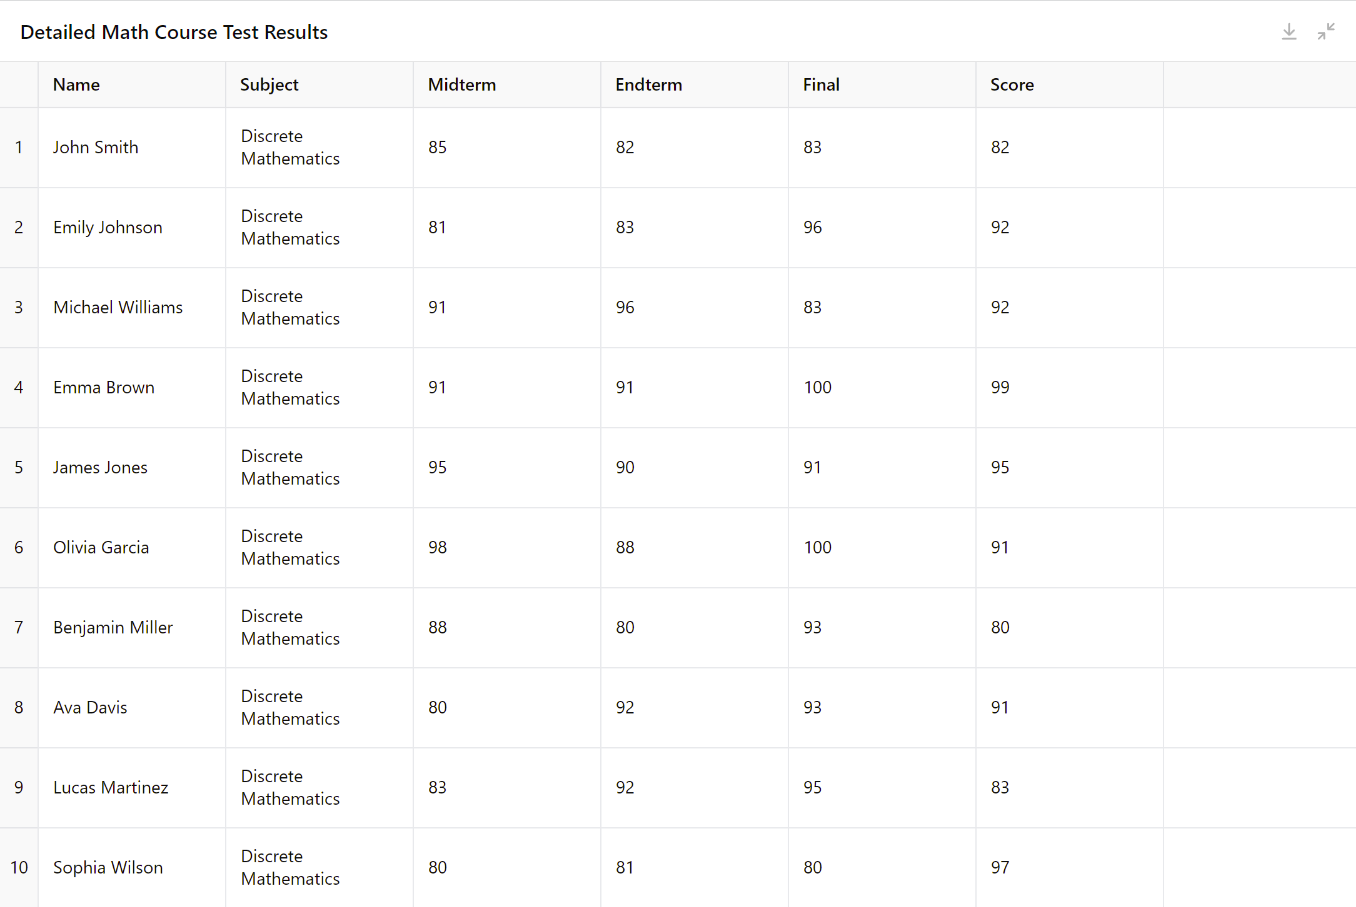 Detailed Math Course Test Results
Name Subject Midterm Endterm Final Score
1 John Smith Discrete Mathematics 85 82 83 82
2 Emily Johnson Discrete Mathematics 81 83 96 92
3 Michael Williams Discrete Mathematics 91 96 83 92
4 Emma Brown Discrete Mathematics 91 91 100 99
5 James Jones Discrete Mathematics 95 90 91 95
6 Olivia Garcia Discrete Mathematics 98 88 100 91
7 Benjamin Miller Discrete Mathematics 88 80 93 80
8 Ava Davis Discrete Mathematics 80 92 93 91
9 Lucas Martinez Discrete Mathematics 83 92 95 83
10 Sophia Wilson Discrete Mathematics 80 81 80 97